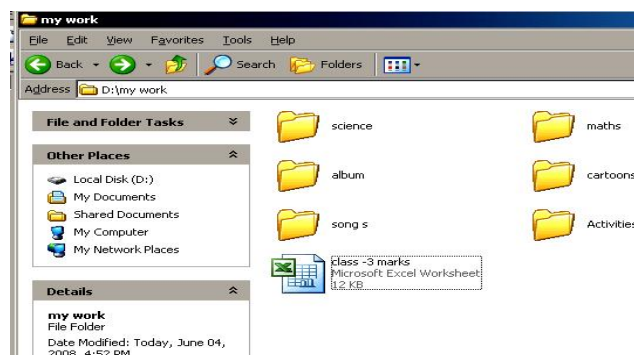 my work
File Edit View Favorites Tools Help
Back Search Folders
Address D:\my work
File and Folder Tasks
Other Places
Local Disk (D:)
My Documents
Shared Documents
My Computer
My Network Places
Details
my work
File Folder
Date Modified: Today, June 04,
2008, 4:52 PM
science
maths
album
cartoons
song s
Activities
class -3 marks
Microsoft Excel Worksheet
12 KB